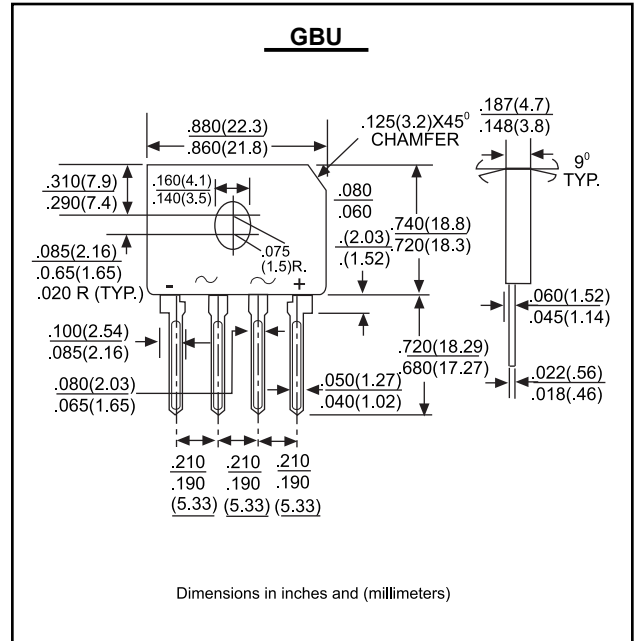 GBU
.880(22.3)
.860(21.8)
.125(3.2)X45⁰
CHAMFER
.187(4.7)
.148(3.8)
9⁰
TYP.
.310(7.9)
.290(7.4)
.160(4.1)
.140(3.5)
.080
.060
.(2.03)
.(1.52)
.740(18.8)
.720(18.3)
.075
(1.5)R.
.085(2.16)
.0.65(1.65)
.020 R (TYP.)
- ~ ~ +
.060(1.52)
.045(1.14)
.100(2.54)
.085(2.16)
.720(18.29)
.680(17.27)
.080(2.03)
.065(1.65)
.050(1.27)
.040(1.02)
.022(.56)
.018(.46)
.210 .210 .210
.190 .190 .190
(5.33) (5.33) (5.33)
Dimensions in inches and (millimeters)